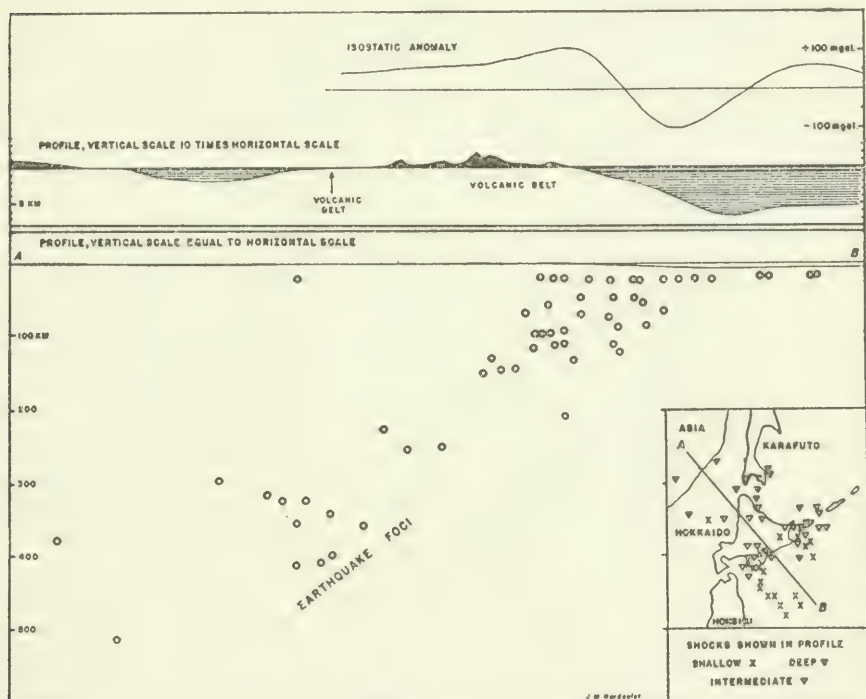 ISOSTATIC ANOMALY
+100 mgal.
-100 mgal.
PROFILE, VERTICAL SCALE 10 TIMES HORIZONTAL SCALE
VOLCANIC BELT
VOLCANIC
BELT
8 KM
PROFILE, VERTICAL SCALE EQUAL TO HORIZONTAL SCALE
A
B
100 KM
200
300
400
500
EARTHQUAKE FOCI
ASIA
A
KARAFUTO
HOKKAIDO
B
HONSHU
SHOCKS SHOWN IN PROFILE
SHALLOW X DEEP ▼
INTERMEDIATE ▽